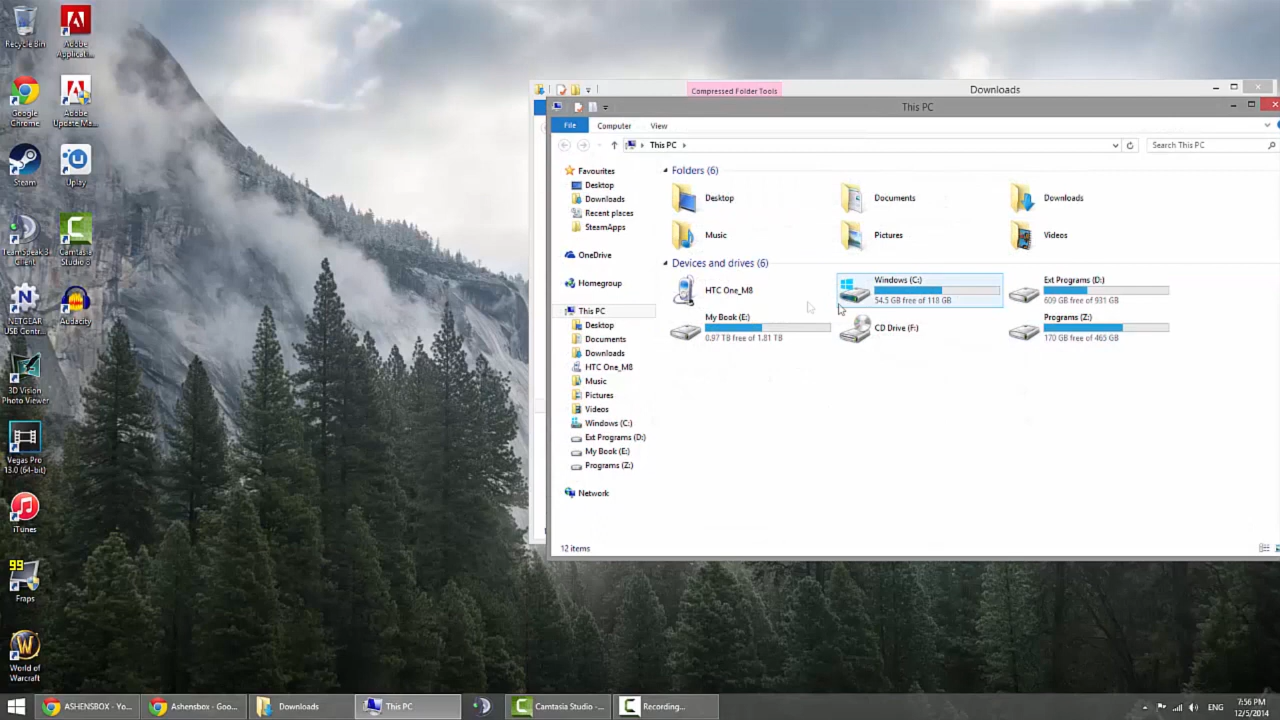 Recycle Bin
Adobe
Applicati...
Google
Chrome
Adobe
Update Ma...
Steam
Uplay
TeamSpeak 3
Client
Camtasia
Studio 8
NETGEAR
USB Contr...
Audacity
3D Vision
Photo Viewer
Vegas Pro
13.0 (64-bit)
iTunes
99
Fraps
World of
Warcraft
Compressed Folder Tools
Downloads
This PC
File
Computer
View
This PC
Search This PC
Favourites
Desktop
Downloads
Recent places
SteamApps
OneDrive
Homegroup
This PC
Desktop
Documents
Downloads
HTC One_M8
Music
Pictures
Videos
Windows (C:)
Ext Programs (D:)
My Book (E:)
Programs (Z:)
Network
Folders (6)
Desktop
Documents
Downloads
Music
Pictures
Videos
Devices and drives (6)
HTC One_M8
Windows (C:)
54.5 GB free of 118 GB
Ext Programs (D:)
609 GB free of 931 GB
My Book (E:)
0.97 TB free of 1.81 TB
CD Drive (F:)
Programs (Z:)
170 GB free of 465 GB
12 items
ASHENSBOX - Yo...
Ashensbox - Goo...
Downloads
This PC
Camtasia Studio -...
Recording...
ENG
7:56 PM
12/5/2014